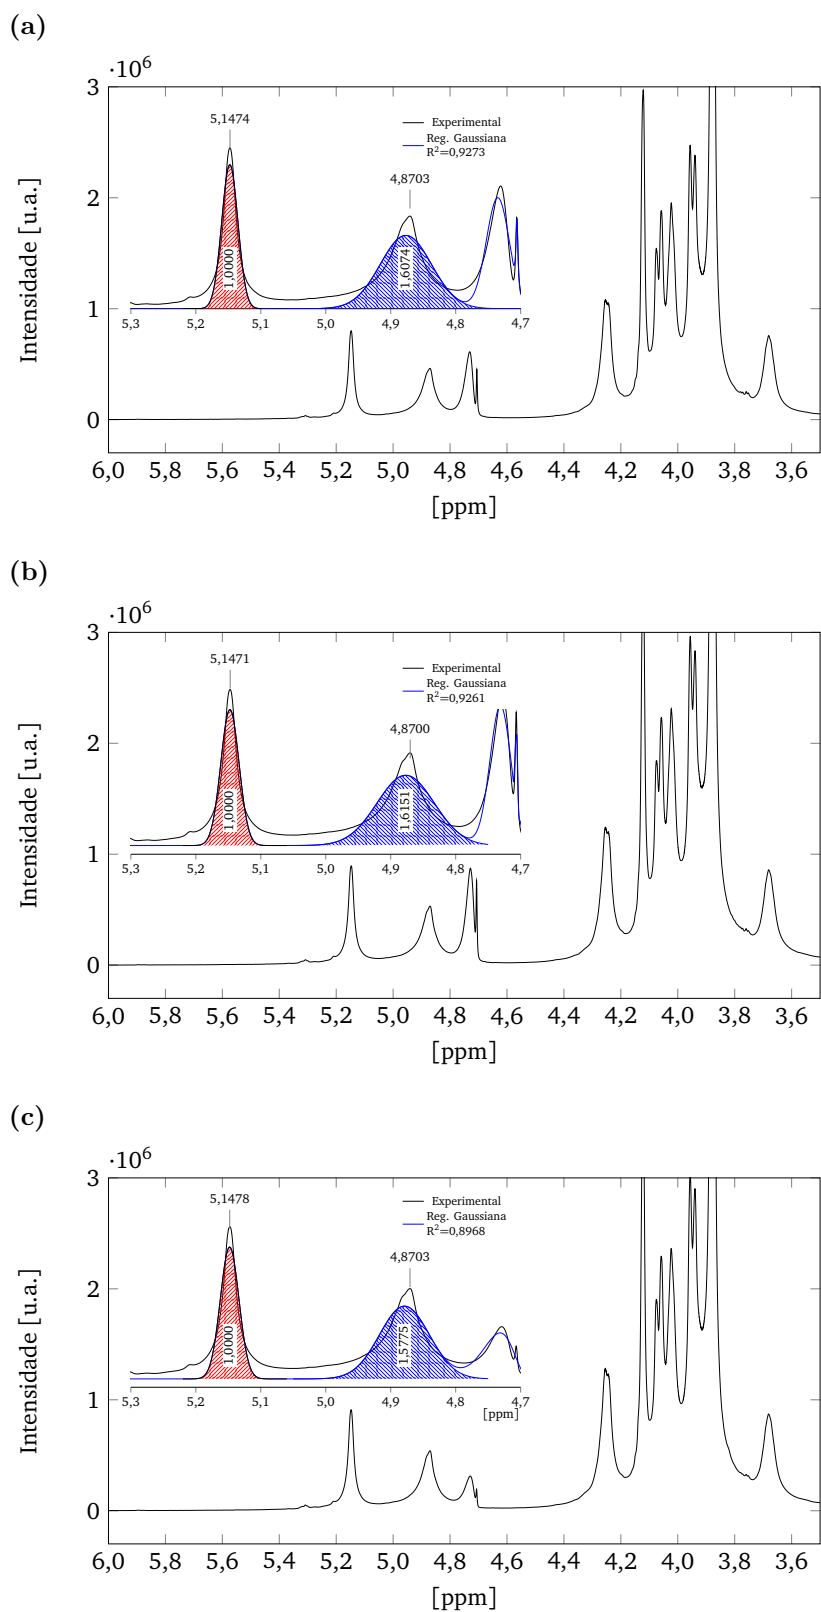 (a)
·10⁶
5,1474
Experimental
Reg. Gaussiana
R²=0,9273
4,8703
1,0000
1,6074
5,3 5,2 5,1 5,0 4,9 4,8 4,7
3
2
1
0
Intensidade [u.a.]
6,0 5,8 5,6 5,4 5,2 5,0 4,8 4,6 4,4 4,2 4,0 3,8 3,6
[ppm]
(b)
·10⁶
5,1471
Experimental
Reg. Gaussiana
R²=0,9261
4,8700
1,0000
1,6151
5,3 5,2 5,1 5,0 4,9 4,8 4,7
3
2
1
0
Intensidade [u.a.]
6,0 5,8 5,6 5,4 5,2 5,0 4,8 4,6 4,4 4,2 4,0 3,8 3,6
[ppm]
(c)
·10⁶
5,1478
Experimental
Reg. Gaussiana
R²=0,8968
4,8703
1,0000
1,5775
5,3 5,2 5,1 5,0 4,9 4,8 4,7
[ppm]
3
2
1
0
Intensidade [u.a.]
6,0 5,8 5,6 5,4 5,2 5,0 4,8 4,6 4,4 4,2 4,0 3,8 3,6
[ppm]